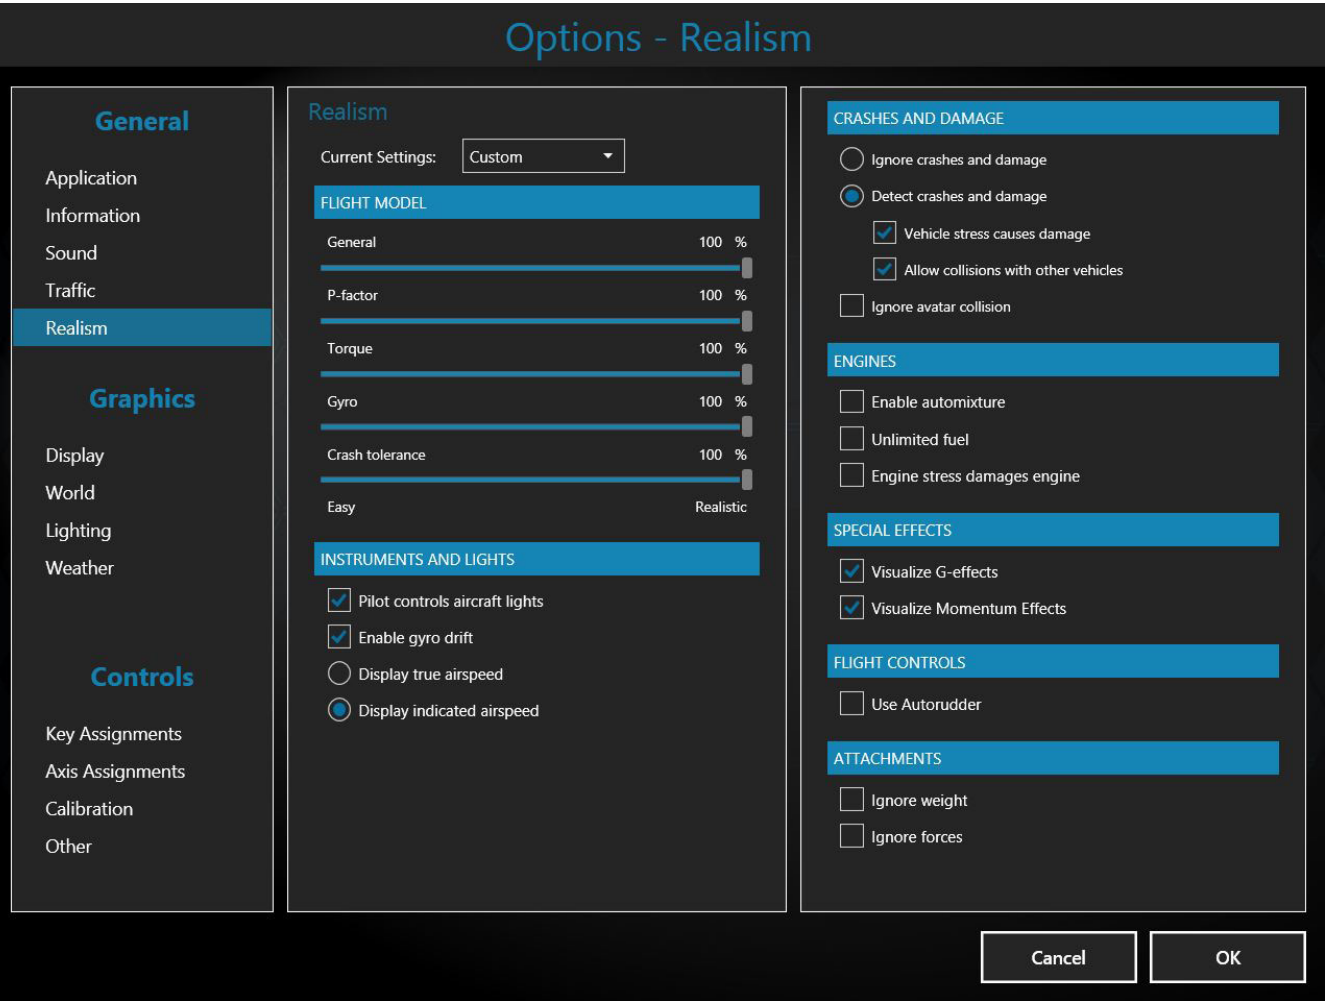 Options - Realism
General
Application
Information
Sound
Traffic
Realism
Graphics
Display
World
Lighting
Weather
Controls
Key Assignments
Axis Assignments
Calibration
Other
Realism
Current Settings: Custom
FLIGHT MODEL
General 100 %
P-factor 100 %
Torque 100 %
Gyro 100 %
Crash tolerance 100 %
Easy Realistic
INSTRUMENTS AND LIGHTS
Pilot controls aircraft lights
Enable gyro drift
Display true airspeed
Display indicated airspeed
CRASHES AND DAMAGE
Ignore crashes and damage
Detect crashes and damage
Vehicle stress causes damage
Allow collisions with other vehicles
Ignore avatar collision
ENGINES
Enable automixture
Unlimited fuel
Engine stress damages engine
SPECIAL EFFECTS
Visualize G-effects
Visualize Momentum Effects
FLIGHT CONTROLS
Use Autorudder
ATTACHMENTS
Ignore weight
Ignore forces
Cancel OK